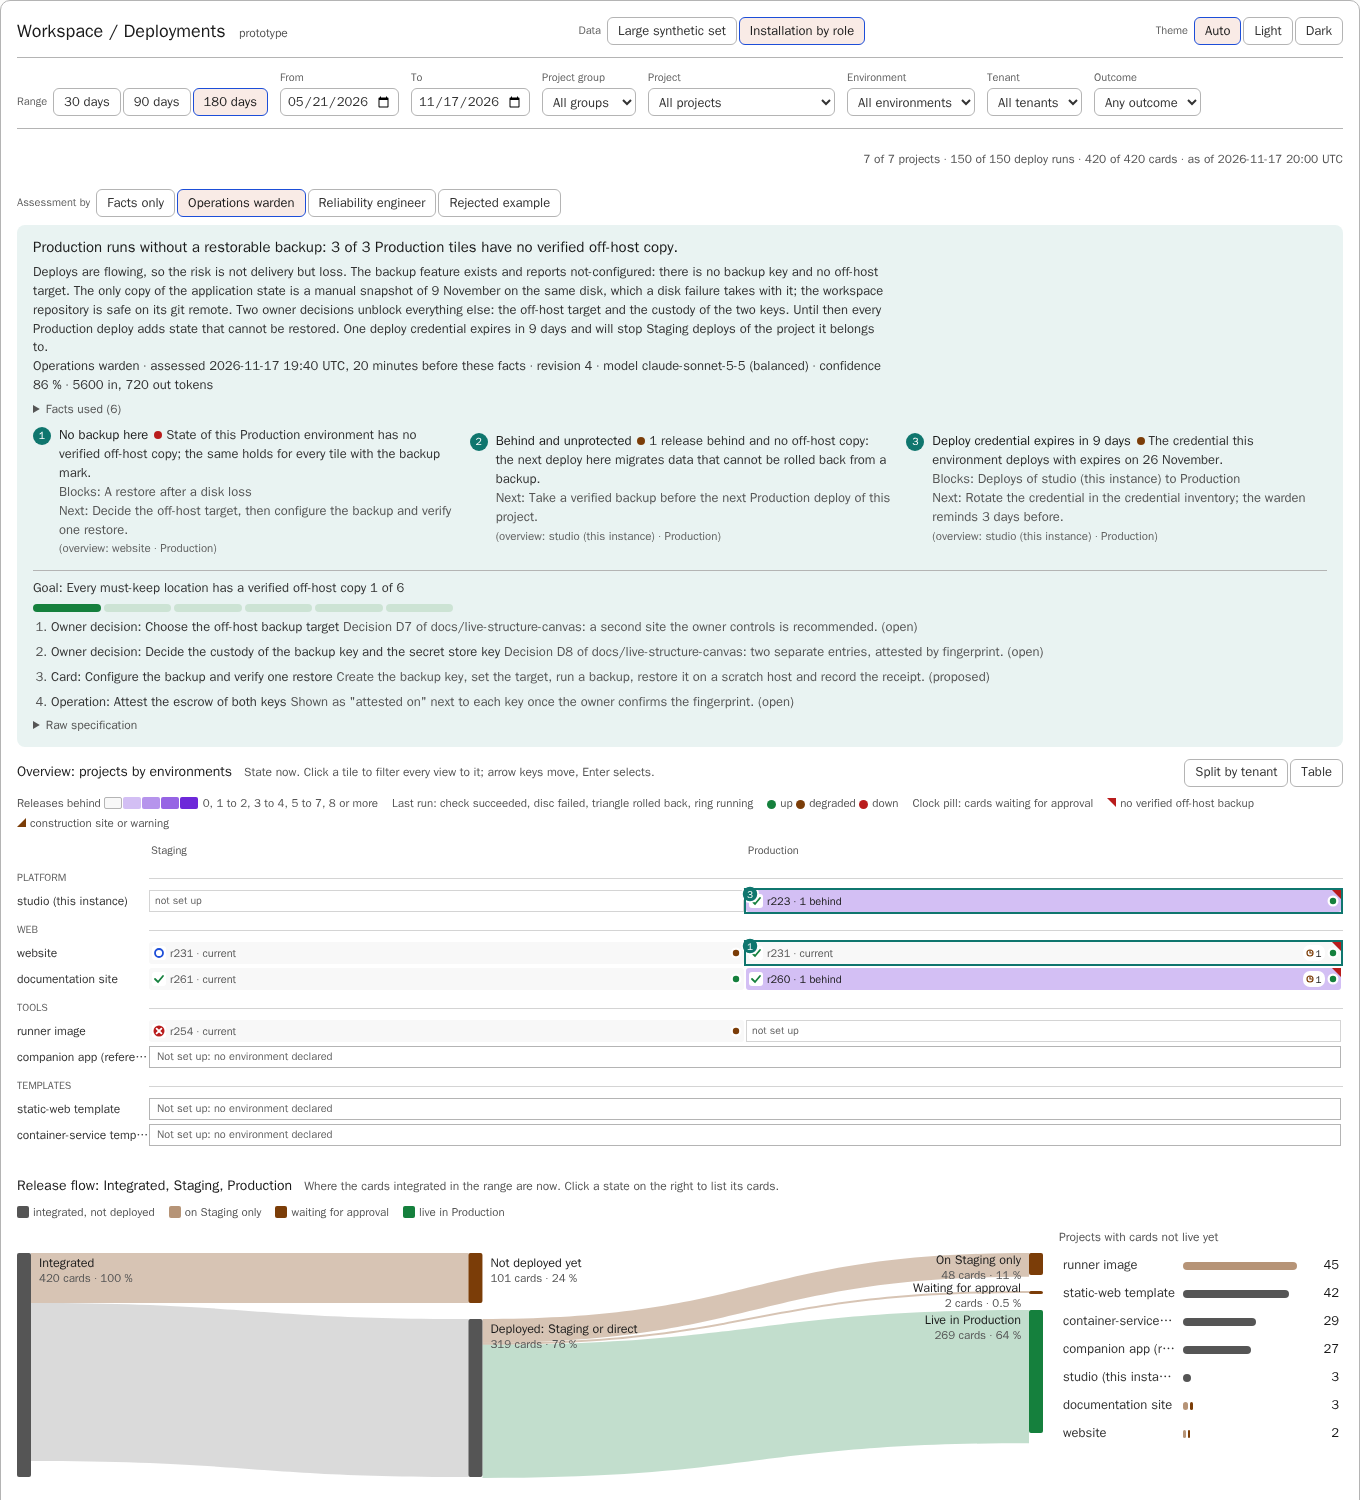 Workspace / Deployments prototype
Data Large synthetic set Installation by role
Theme Auto Light Dark
Range 30 days 90 days 180 days
From 05/21/2026
To 11/17/2026
Project group All groups
Project All projects
Environment All environments
Tenant All tenants
Outcome Any outcome
7 of 7 projects · 150 of 150 deploy runs · 420 of 420 cards · as of 2026-11-17 20:00 UTC
Assessment by Facts only Operations warden Reliability engineer Rejected example
Production runs without a restorable backup: 3 of 3 Production tiles have no verified off-host copy.
Deploys are flowing, so the risk is not delivery but loss. The backup feature exists and reports not-configured: there is no backup key and no off-host
target. The only copy of the application state is a manual snapshot of 9 November on the same disk, which a disk failure takes with it; the workspace
repository is safe on its git remote. Two owner decisions unblock everything else: the off-host target and the custody of the two keys. Until then every
Production deploy adds state that cannot be restored. One deploy credential expires in 9 days and will stop Staging deploys of the project it belongs
to.
Operations warden · assessed 2026-11-17 19:40 UTC, 20 minutes before these facts · revision 4 · model claude-sonnet-5-5 (balanced) · confidence
86 % · 5600 in, 720 out tokens
Facts used (6)
1 No backup here State of this Production environment has no
verified off-host copy; the same holds for every tile with the backup
mark.
Blocks: A restore after a disk loss
Next: Decide the off-host target, then configure the backup and verify
one restore.
(overview: website · Production)
2 Behind and unprotected 1 release behind and no off-host copy:
the next deploy here migrates data that cannot be rolled back from a
backup.
Next: Take a verified backup before the next Production deploy of this
project.
(overview: studio (this instance) · Production)
3 Deploy credential expires in 9 days The credential this
environment deploys with expires on 26 November.
Blocks: Deploys of studio (this instance) to Production
Next: Rotate the credential in the credential inventory; the warden
reminds 3 days before.
(overview: studio (this instance) · Production)
Goal: Every must-keep location has a verified off-host copy 1 of 6
1. Owner decision: Choose the off-host backup target Decision D7 of docs/live-structure-canvas: a second site the owner controls is recommended. (open)
2. Owner decision: Decide the custody of the backup key and the secret store key Decision D8 of docs/live-structure-canvas: two separate entries, attested by fingerprint. (open)
3. Card: Configure the backup and verify one restore Create the backup key, set the target, run a backup, restore it on a scratch host and record the receipt. (proposed)
4. Operation: Attest the escrow of both keys Shown as "attested on" next to each key once the owner confirms the fingerprint. (open)
Raw specification
Overview: projects by environments State now. Click a tile to filter every view to it; arrow keys move, Enter selects.
Split by tenant Table
Releases behind 0, 1 to 2, 3 to 4, 5 to 7, 8 or more Last run: check succeeded, disc failed, triangle rolled back, ring running up degraded down Clock pill: cards waiting for approval no verified off-host backup
construction site or warning
Staging Production
PLATFORM
studio (this instance) not set up 3 r223 · 1 behind
WEB
website r231 · current 1 r231 · current 1
documentation site r261 · current r260 · 1 behind 1
TOOLS
runner image r254 · current not set up
companion app (refere··· Not set up: no environment declared
TEMPLATES
static-web template Not set up: no environment declared
container-service temp··· Not set up: no environment declared
Release flow: Integrated, Staging, Production Where the cards integrated in the range are now. Click a state on the right to list its cards.
integrated, not deployed on Staging only waiting for approval live in Production
Integrated
420 cards · 100 %
Not deployed yet
101 cards · 24 %
Deployed: Staging or direct
319 cards · 76 %
On Staging only
48 cards · 11 %
Waiting for approval
2 cards · 0.5 %
Live in Production
269 cards · 64 %
Projects with cards not live yet
runner image 45
static-web template 42
container-service··· 29
companion app (r··· 27
studio (this insta··· 3
documentation site 3
website 2